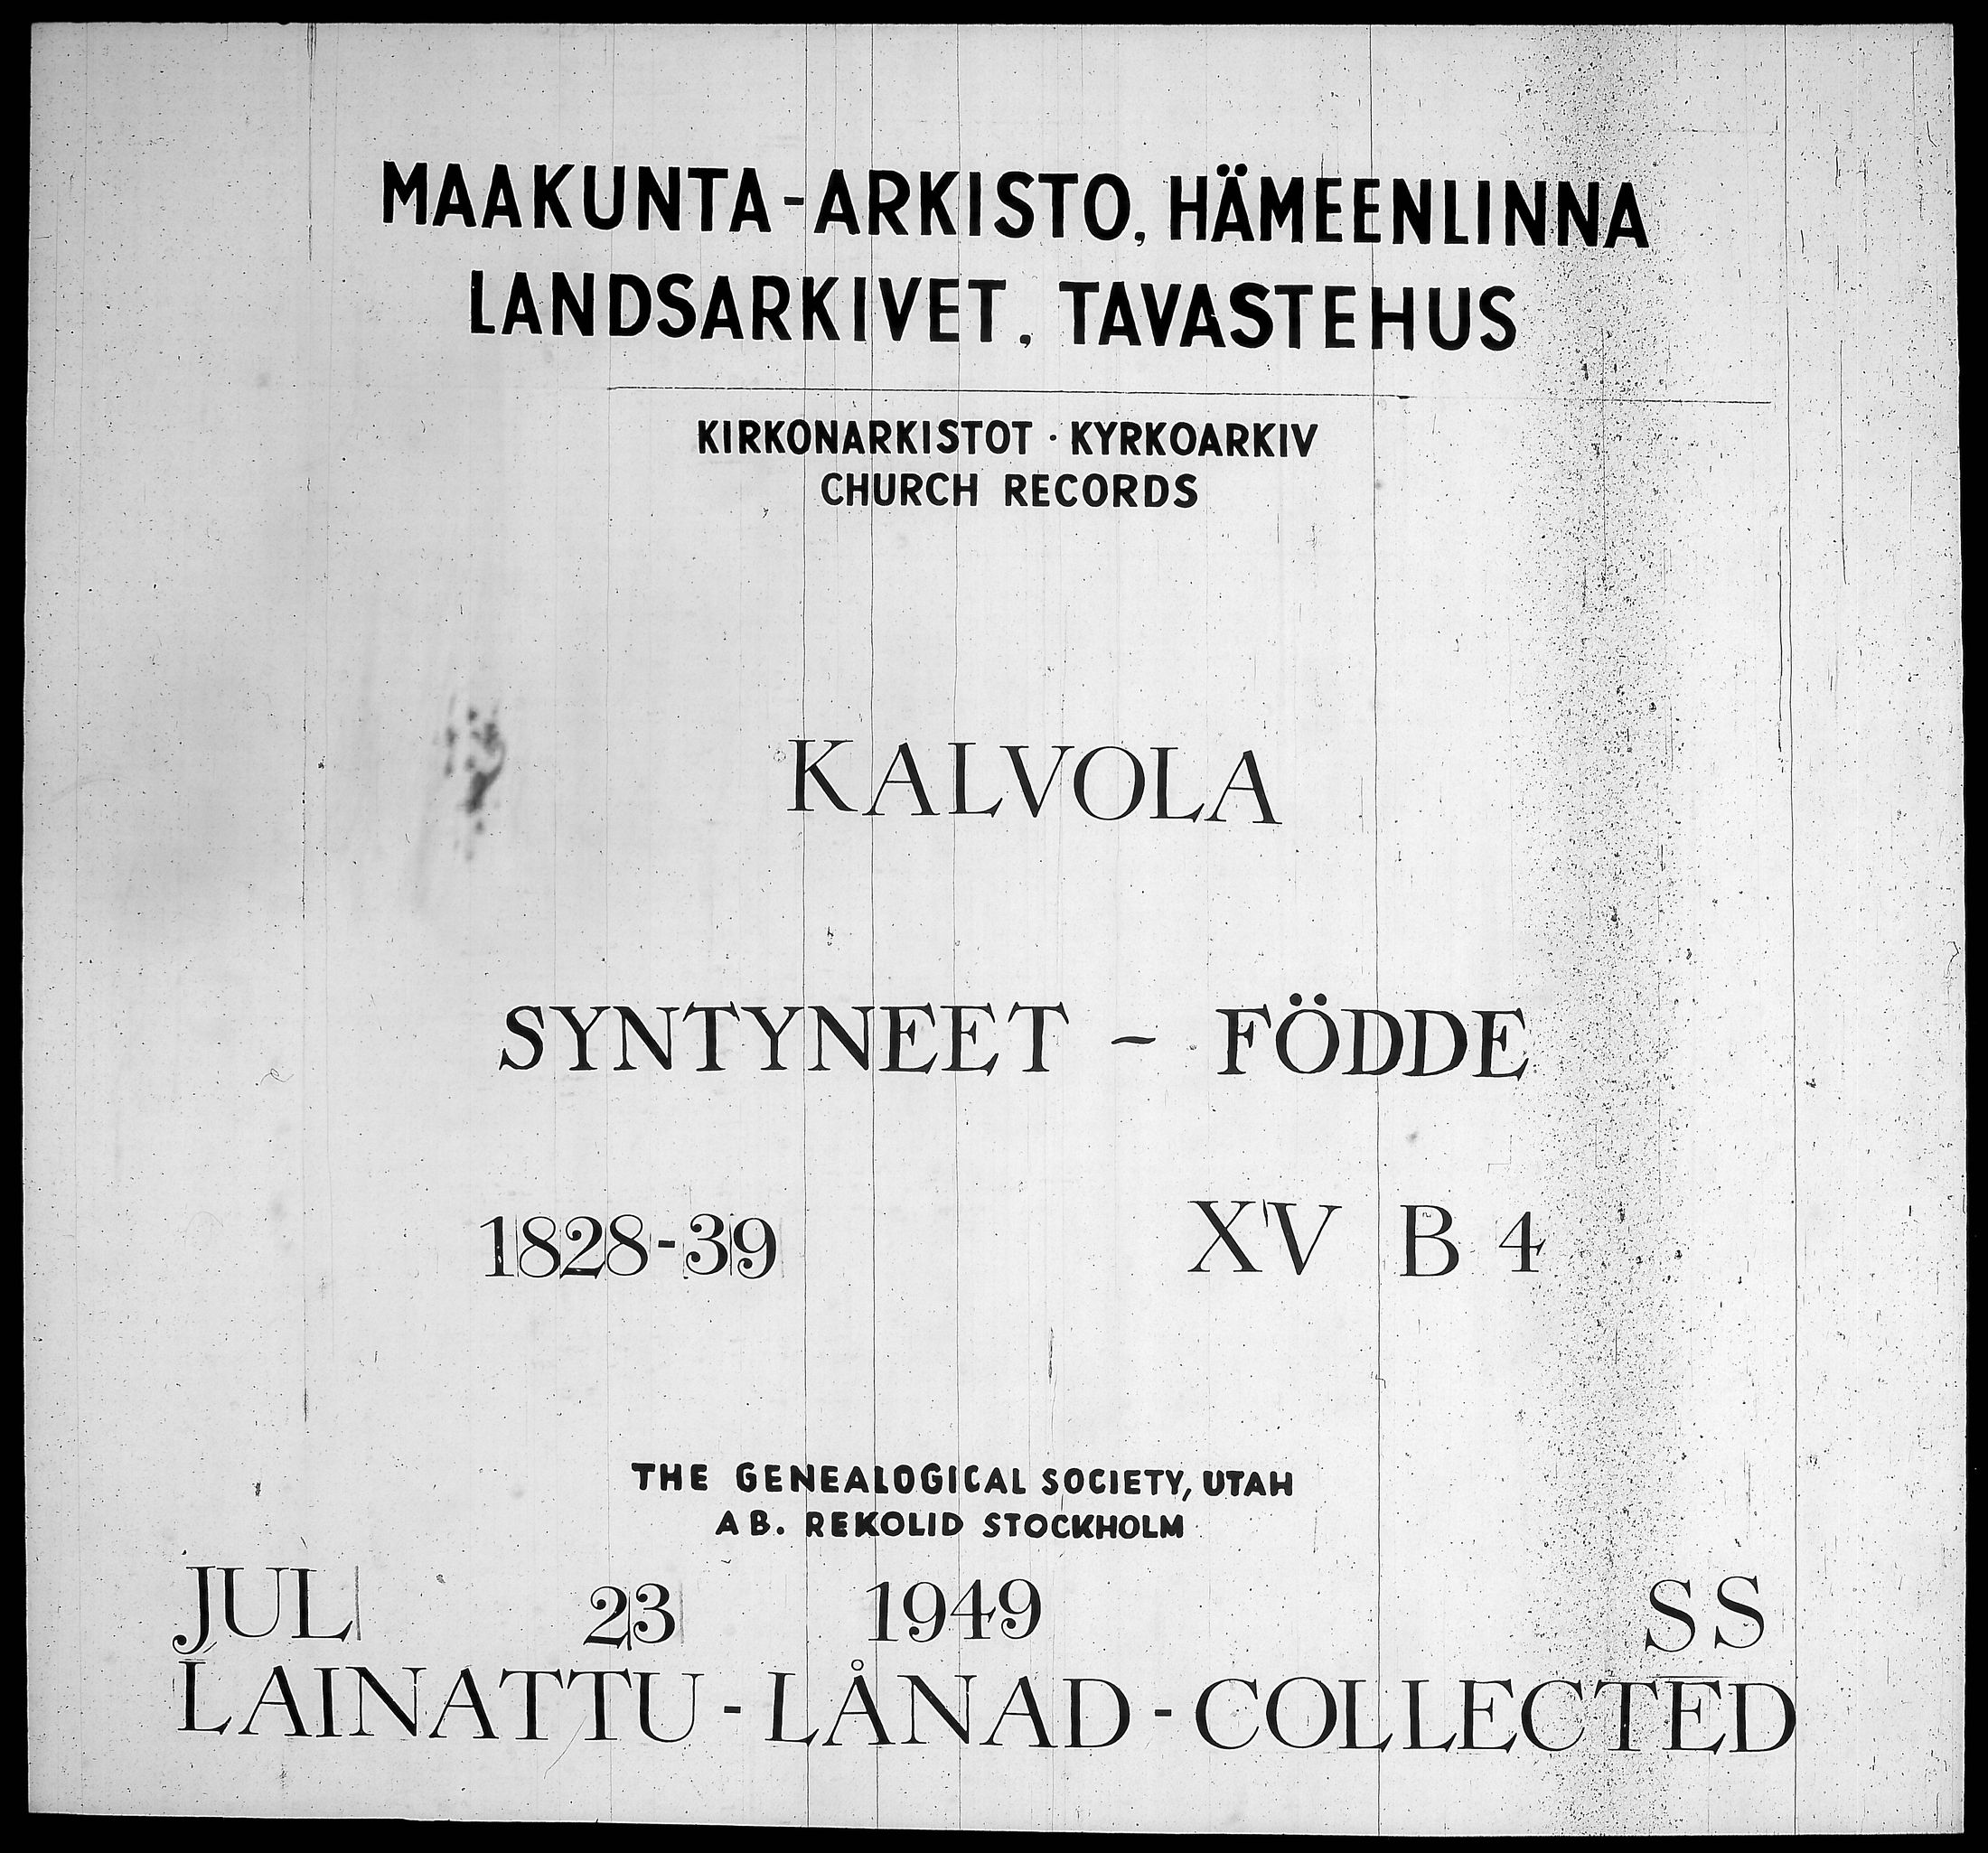 MAAKUNTA-ARKISTO, HÄMEENLINNA
LANDSARKIVET, TAVASTEHUS
KIRKONARKISTOT · KYRKOARKIV
CHURCH RECORDS
KALVOLA
SYNTYNEET - FÖDDE
1828-39 XV B 4
THE GENEALOGICAL SOCIETY, UTAH
AB. REKOLID STOCKHOLM
JUL 23 1949 SS
LAINATTU - LÅNAD - COLLECTED